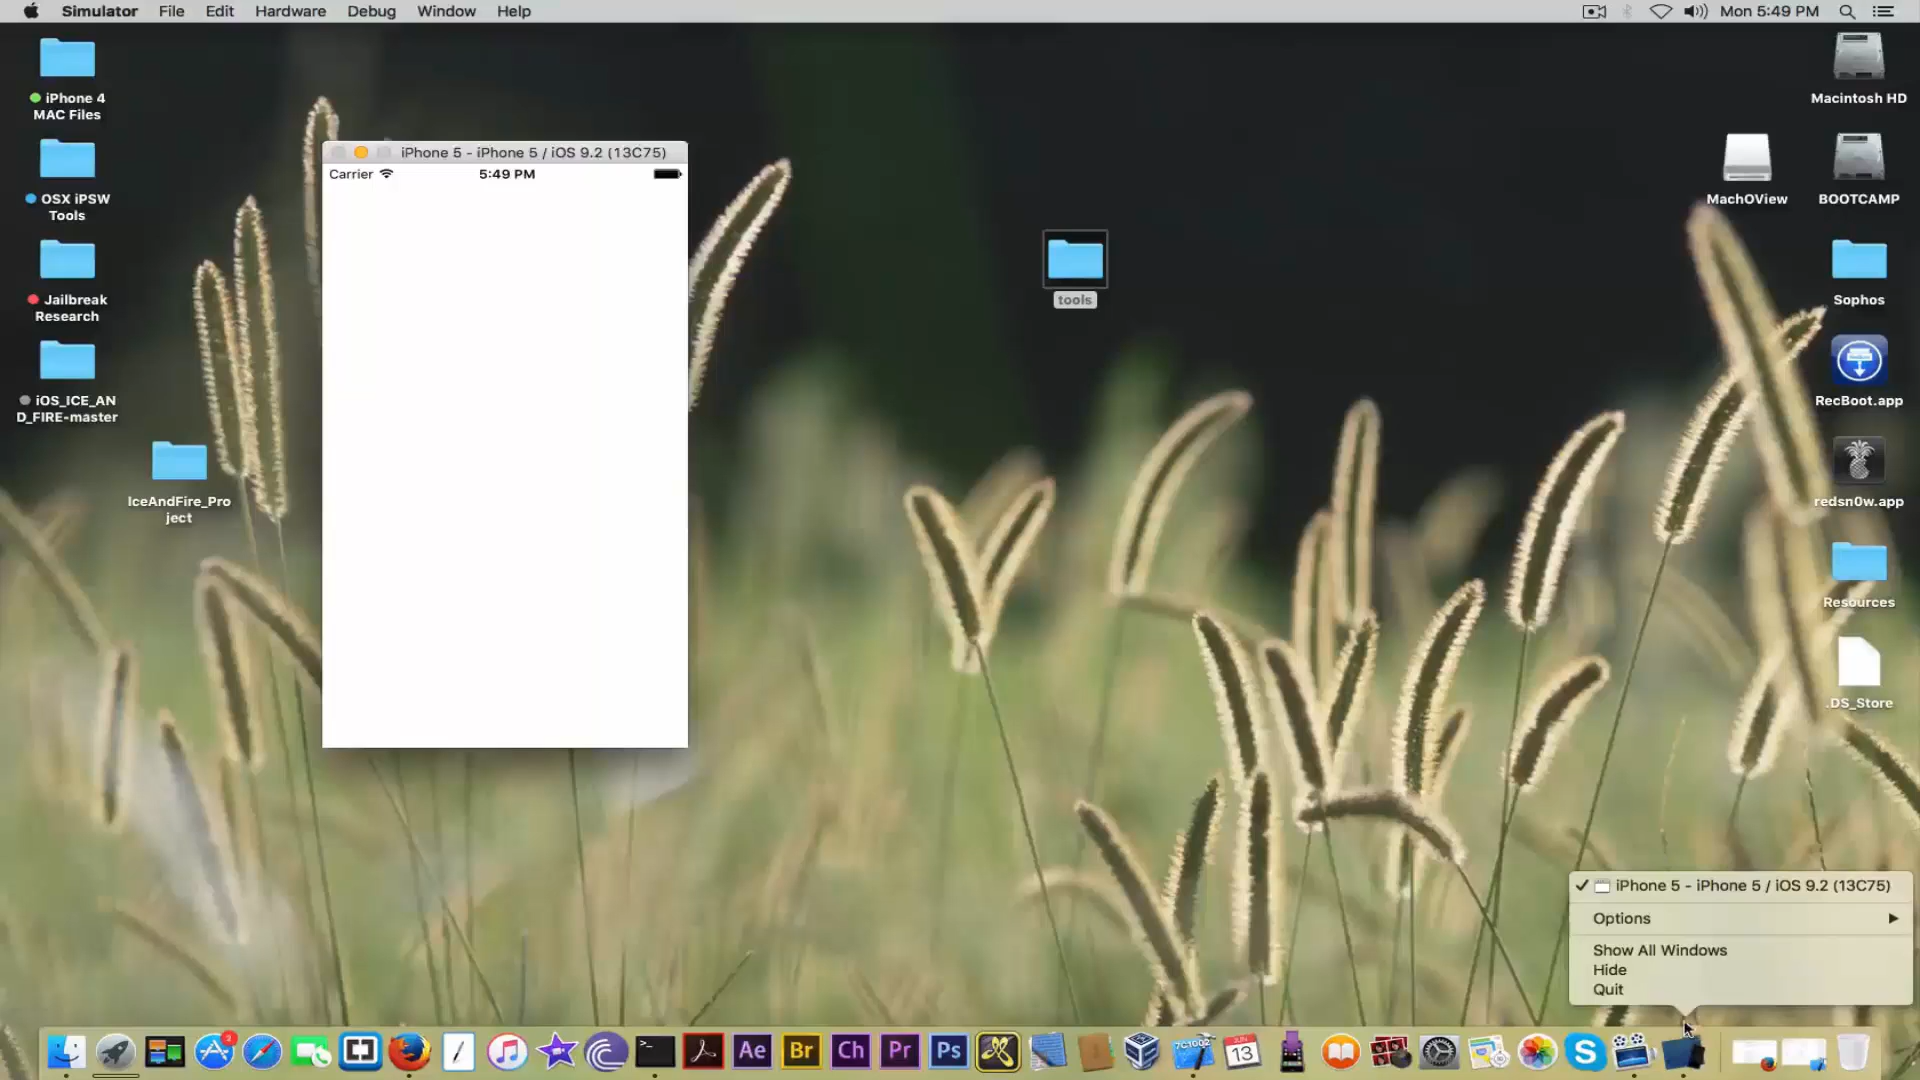 Simulator File Edit Hardware Debug Window Help Mon 5:49 PM
iPhone 4
MAC Files
OSX iPSW
Tools
Jailbreak
Research
iOS_ICE_AN
D_FIRE-master
IceAndFire_Pro
ject
iPhone 5 - iPhone 5 / iOS 9.2 (13C75)
Carrier 5:49 PM
tools
Macintosh HD
MachOView
BOOTCAMP
Sophos
RecBoot.app
redsn0w.app
Resources
.DS_Store
✓ iPhone 5 - iPhone 5 / iOS 9.2 (13C75)
Options
Show All Windows
Hide
Quit
3
Ae
Br
Ch
Pr
Ps
13
S